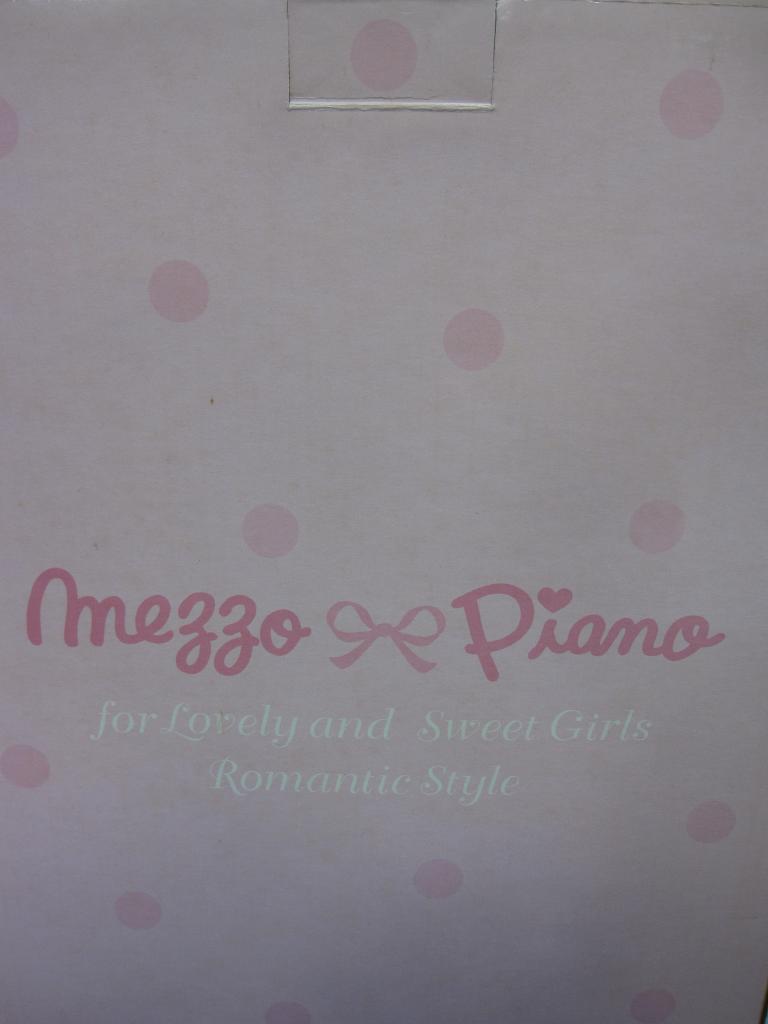 mezzo Piano
for Lovely and Sweet Girls
Romantic Style